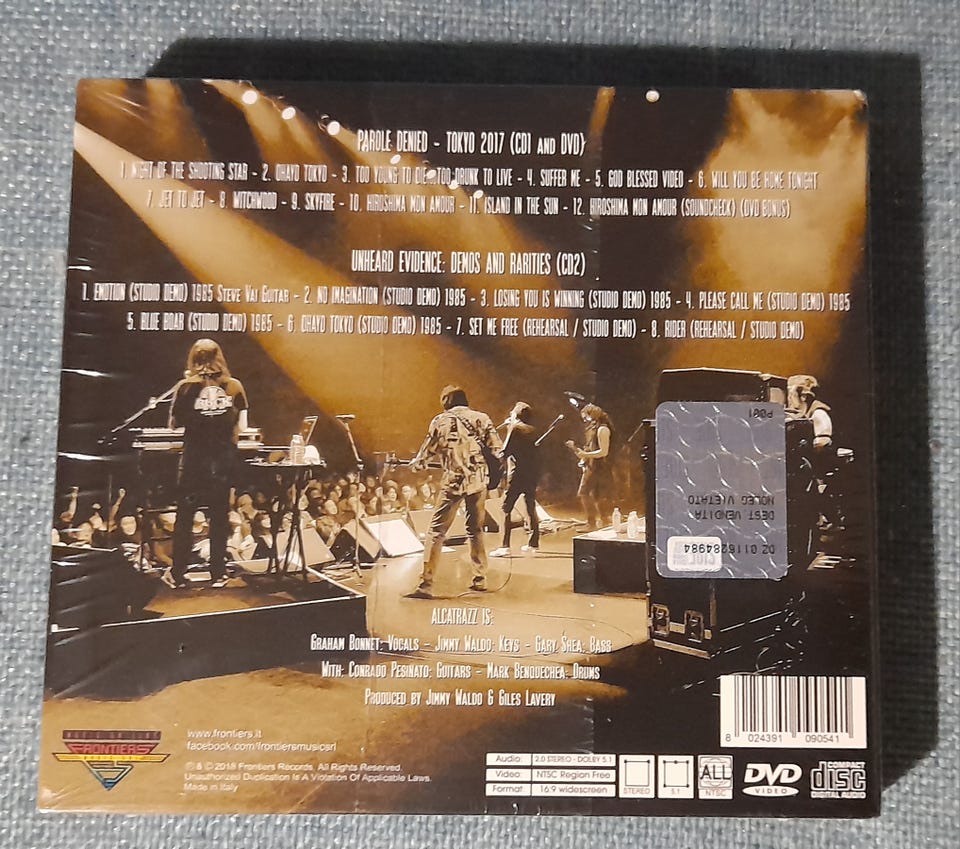 PAROLE DENIED - TOKYO 2017 (CD1 AND DVD)
1. NIGHT OF THE SHOOTING STAR - 2. OHAYO TOKYO - 3. TOO YOUNG TO DIE...TOO DRUNK TO LIVE - 4. SUFFER ME - 5. GOD BLESSED VIDEO - 6. WILL YOU BE HOME TONIGHT
7. JET TO JET - 8. WITCHWOOD - 9. SKYFIRE - 10. HIROSHIMA MON AMOUR - 11. ISLAND IN THE SUN - 12. HIROSHIMA MON AMOUR (SOUNDCHECK) (DVD BONUS)
UNHEARD EVIDENCE: DEMOS AND RARITIES (CD2)
1. EMOTION (STUDIO DEMO) 1985 STEVE VAI GUITAR - 2. NO IMAGINATION (STUDIO DEMO) 1985 - 3. LOSING YOU IS WINNING (STUDIO DEMO) 1985 - 4. PLEASE CALL ME (STUDIO DEMO) 1985
5. BLUE BOAR (STUDIO DEMO) 1985 - 6. OHAYO TOKYO (STUDIO DEMO) 1985 - 7. SET ME FREE (REHEARSAL / STUDIO DEMO) - 8. RIDER (REHEARSAL / STUDIO DEMO)
P001
NOLEG VIETATO
DEST VENDITA
DZ 0116284984
SIAE
ALCATRAZZ IS:
GRAHAM BONNET: VOCALS - JIMMY WALDO: KEYS - GARY SHEA: BASS
WITH: CONRADO PESINATO: GUITARS - MARK BENQUECHEA: DRUMS
PRODUCED BY JIMMY WALDO & GILES LAVERY
FRONTIERS
www.frontiers.it
facebook.com/frontiersmusicsrl
℗ & © 2018 Frontiers Records. All Rights Reserved.
Unauthorized Duplication Is A Violation Of Applicable Laws.
Made in Italy
Audio: 2.0 STEREO - DOLBY 5.1
Video: NTSC Region Free
Format: 16:9 widescreen
STEREO
5.1
ALL
NTSC
DVD
VIDEO
COMPACT
disc
DIGITAL AUDIO
8 024391 090541